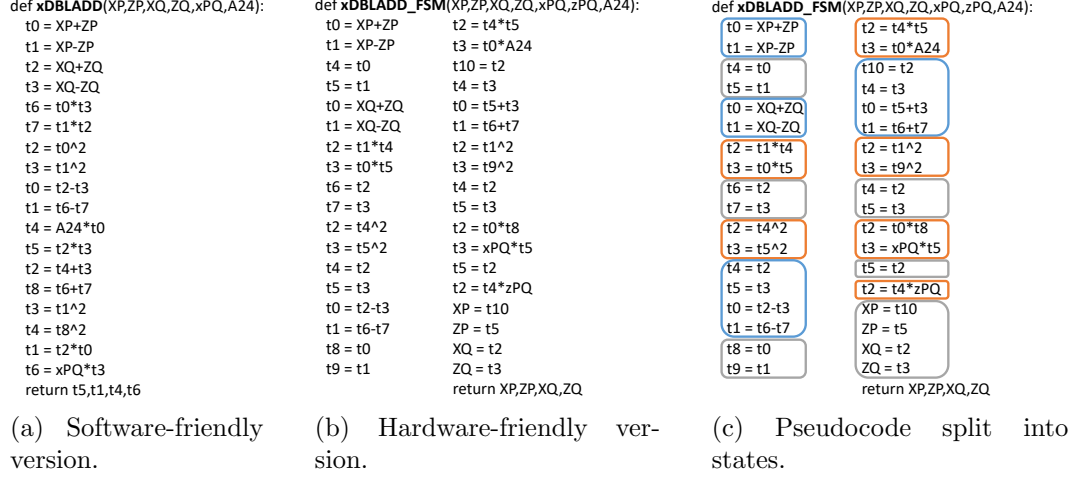 def xDBLADD(XP,ZP,XQ,ZQ,xPQ,A24):
t0 = XP+ZP
t1 = XP-ZP
t2 = XQ+ZQ
t3 = XQ-ZQ
t6 = t0*t3
t7 = t1*t2
t2 = t0^2
t3 = t1^2
t0 = t2-t3
t1 = t6-t7
t4 = A24*t0
t5 = t2*t3
t2 = t4+t3
t8 = t6+t7
t3 = t1^2
t4 = t8^2
t1 = t2*t0
t6 = xPQ*t3
return t5,t1,t4,t6
(a) Software-friendly
version.
def xDBLADD_FSM(XP,ZP,XQ,ZQ,xPQ,zPQ,A24):
t0 = XP+ZP
t1 = XP-ZP
t4 = t0
t5 = t1
t0 = XQ+ZQ
t1 = XQ-ZQ
t2 = t1*t4
t3 = t0*t5
t6 = t2
t7 = t3
t2 = t4^2
t3 = t5^2
t4 = t2
t5 = t3
t0 = t2-t3
t1 = t6-t7
t8 = t0
t9 = t1
t2 = t4*t5
t3 = t0*A24
t10 = t2
t4 = t3
t0 = t5+t3
t1 = t6+t7
t2 = t1^2
t3 = t9^2
t4 = t2
t5 = t3
t2 = t0*t8
t3 = xPQ*t5
t5 = t2
t2 = t4*zPQ
XP = t10
ZP = t5
XQ = t2
ZQ = t3
return XP,ZP,XQ,ZQ
(b) Hardware-friendly ver-
sion.
def xDBLADD_FSM(XP,ZP,XQ,ZQ,xPQ,zPQ,A24):
t0 = XP+ZP
t1 = XP-ZP
t4 = t0
t5 = t1
t0 = XQ+ZQ
t1 = XQ-ZQ
t2 = t1*t4
t3 = t0*t5
t6 = t2
t7 = t3
t2 = t4^2
t3 = t5^2
t4 = t2
t5 = t3
t0 = t2-t3
t1 = t6-t7
t8 = t0
t9 = t1
t2 = t4*t5
t3 = t0*A24
t10 = t2
t4 = t3
t0 = t5+t3
t1 = t6+t7
t2 = t1^2
t3 = t9^2
t4 = t2
t5 = t3
t2 = t0*t8
t3 = xPQ*t5
t5 = t2
t2 = t4*zPQ
XP = t10
ZP = t5
XQ = t2
ZQ = t3
return XP,ZP,XQ,ZQ
(c) Pseudocode split into
states.